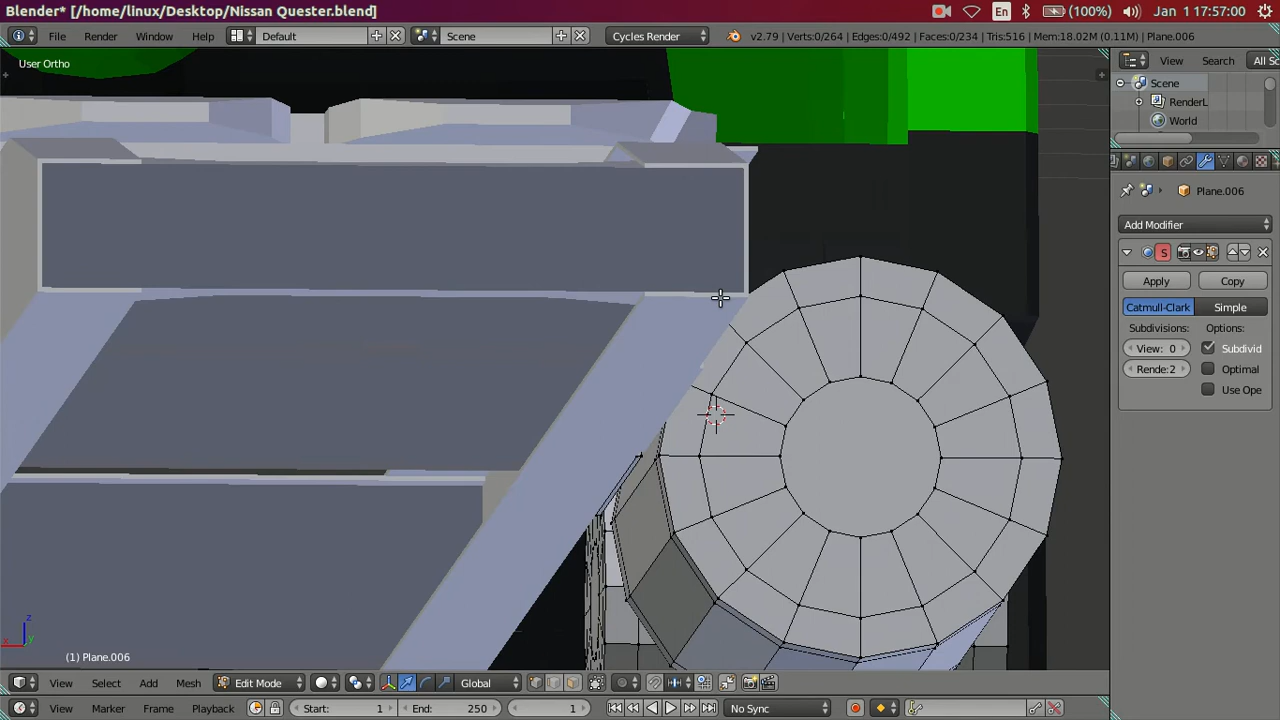 Blender* [/home/linux/Desktop/Nissan Quester.blend]
En
(100%)
Jan 1 17:57:00
File
Render
Window
Help
Default
Scene
Cycles Render
v2.79 | Verts:0/264 | Edges:0/492 | Faces:0/234 | Tris:516 | Mem:18.02M (0.11M) | Plane.006
User Ortho
View
Search
All Sc
Scene
RenderL
World
Plane.006
Add Modifier
S
Apply
Copy
Catmull-Clark
Simple
Subdivisions:
Options:
View: 0
Subdivid
Rende:2
Optimal
Use Ope
z
y
x
(1) Plane.006
View
Select
Add
Mesh
Edit Mode
Global
View
Marker
Frame
Playback
Start: 1
End: 250
1
No Sync